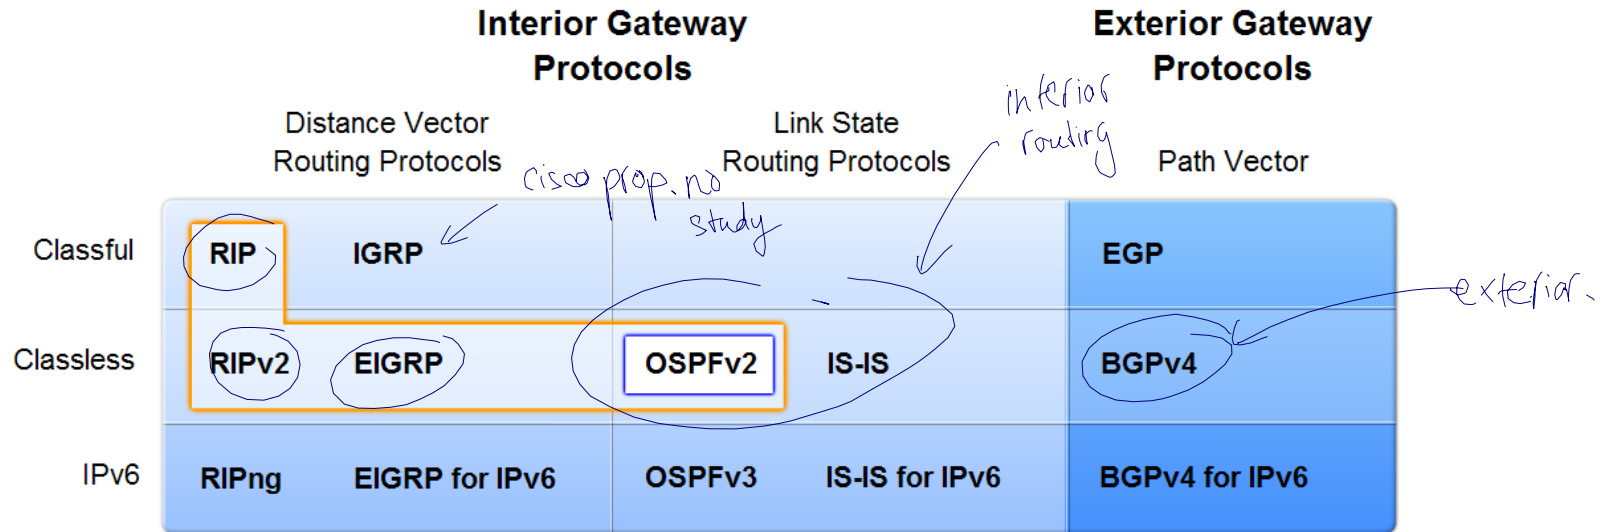 Interior Gateway
Protocols
Exterior Gateway
Protocols
Distance Vector
Routing Protocols
Link State
Routing Protocols
interior
routing
Path Vector
cisco prop. no
study
Classful
RIP
IGRP
EGP
exterior.
Classless
RIPv2
EIGRP
OSPFv2
IS-IS
BGPv4
IPv6
RIPng
EIGRP for IPv6
OSPFv3
IS-IS for IPv6
BGPv4 for IPv6